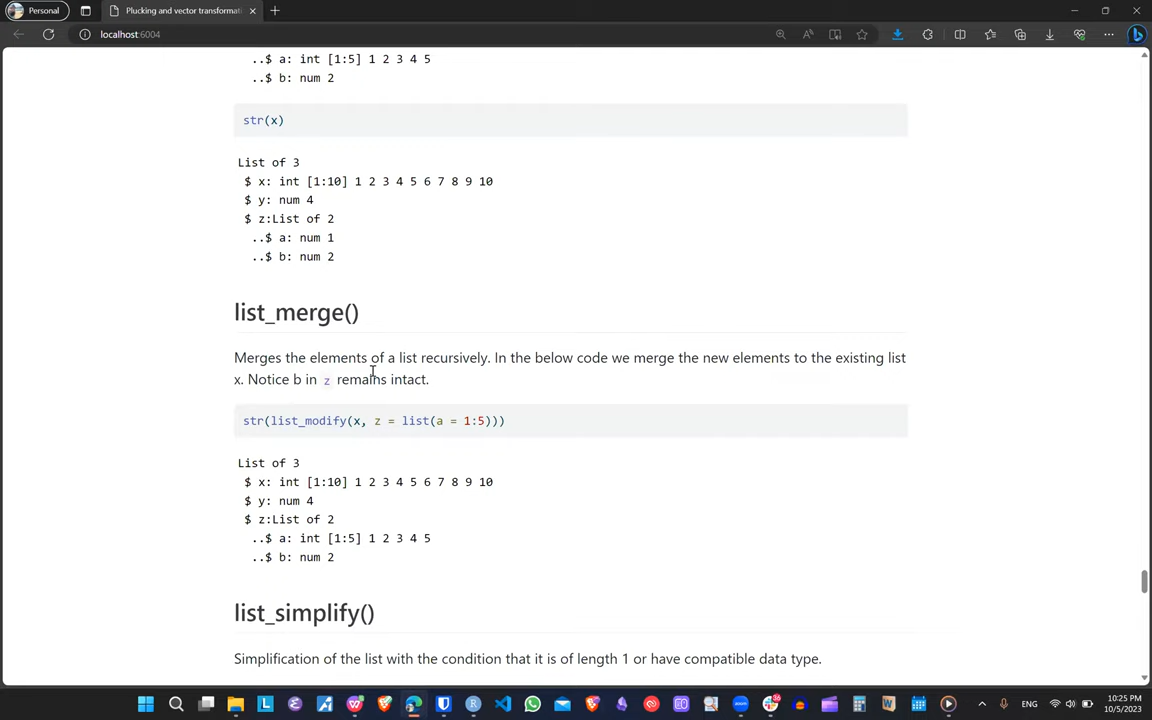 Personal
Plucking and vector transformati
localhost:6004
..$ a: int [1:5] 1 2 3 4 5
..$ b: num 2
str(x)
List of 3
$ x: int [1:10] 1 2 3 4 5 6 7 8 9 10
$ y: num 4
$ z:List of 2
..$ a: num 1
..$ b: num 2
list_merge()
Merges the elements of a list recursively. In the below code we merge the new elements to the existing list
x. Notice b in z remains intact.
str(list_modify(x, z = list(a = 1:5)))
List of 3
$ x: int [1:10] 1 2 3 4 5 6 7 8 9 10
$ y: num 4
$ z:List of 2
..$ a: int [1:5] 1 2 3 4 5
..$ b: num 2
list_simplify()
Simplification of the list with the condition that it is of length 1 or have compatible data type.
ENG
10:25 PM
10/5/2023